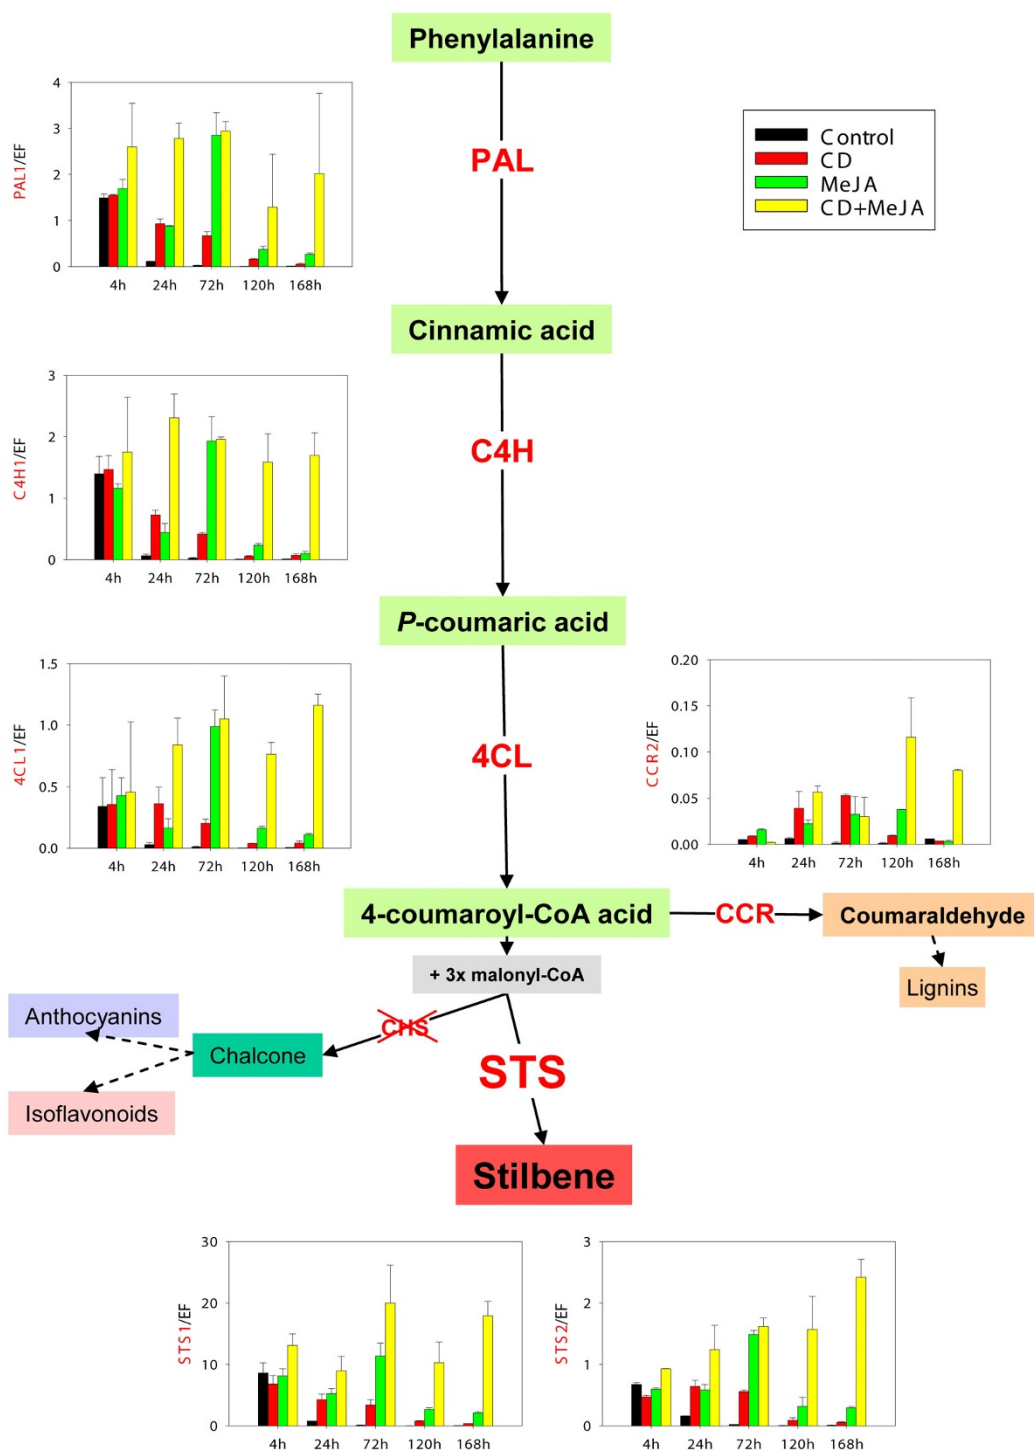 Phenylalanine
4
3
2
1
0
PAL1/EF
4h 24h 72h 120h 168h
PAL
Control
CD
MeJA
CD+MeJA
Cinnamic acid
3
2
1
0
C4H1/EF
4h 24h 72h 120h 168h
C4H
P-coumaric acid
1.5
1.0
0.5
0.0
4CL1/EF
4h 24h 72h 120h 168h
4CL
0.20
0.15
0.10
0.05
0.00
CCR2/EF
4h 24h 72h 120h 168h
4-coumaroyl-CoA acid
CCR
Coumaraldehyde
+ 3x malonyl-CoA
Lignins
Anthocyanins
CHS
Chalcone
STS
Isoflavonoids
Stilbene
30
20
10
0
STS1/EF
4h 24h 72h 120h 168h
3
2
1
0
STS2/EF
4h 24h 72h 120h 168h